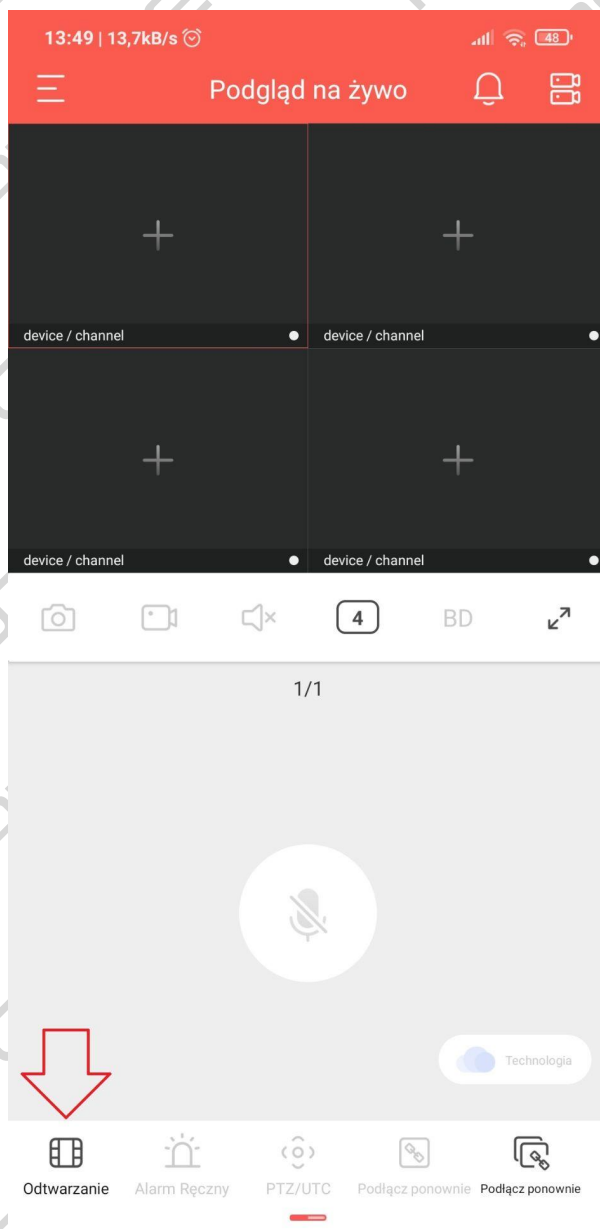 13:49 | 13,7kB/s
48
Podgląd na żywo
device / channel
device / channel
device / channel
device / channel
4
BD
1/1
Technologia
Odtwarzanie
Alarm Ręczny
PTZ/UTC
Podłącz ponownie
Podłącz ponownie